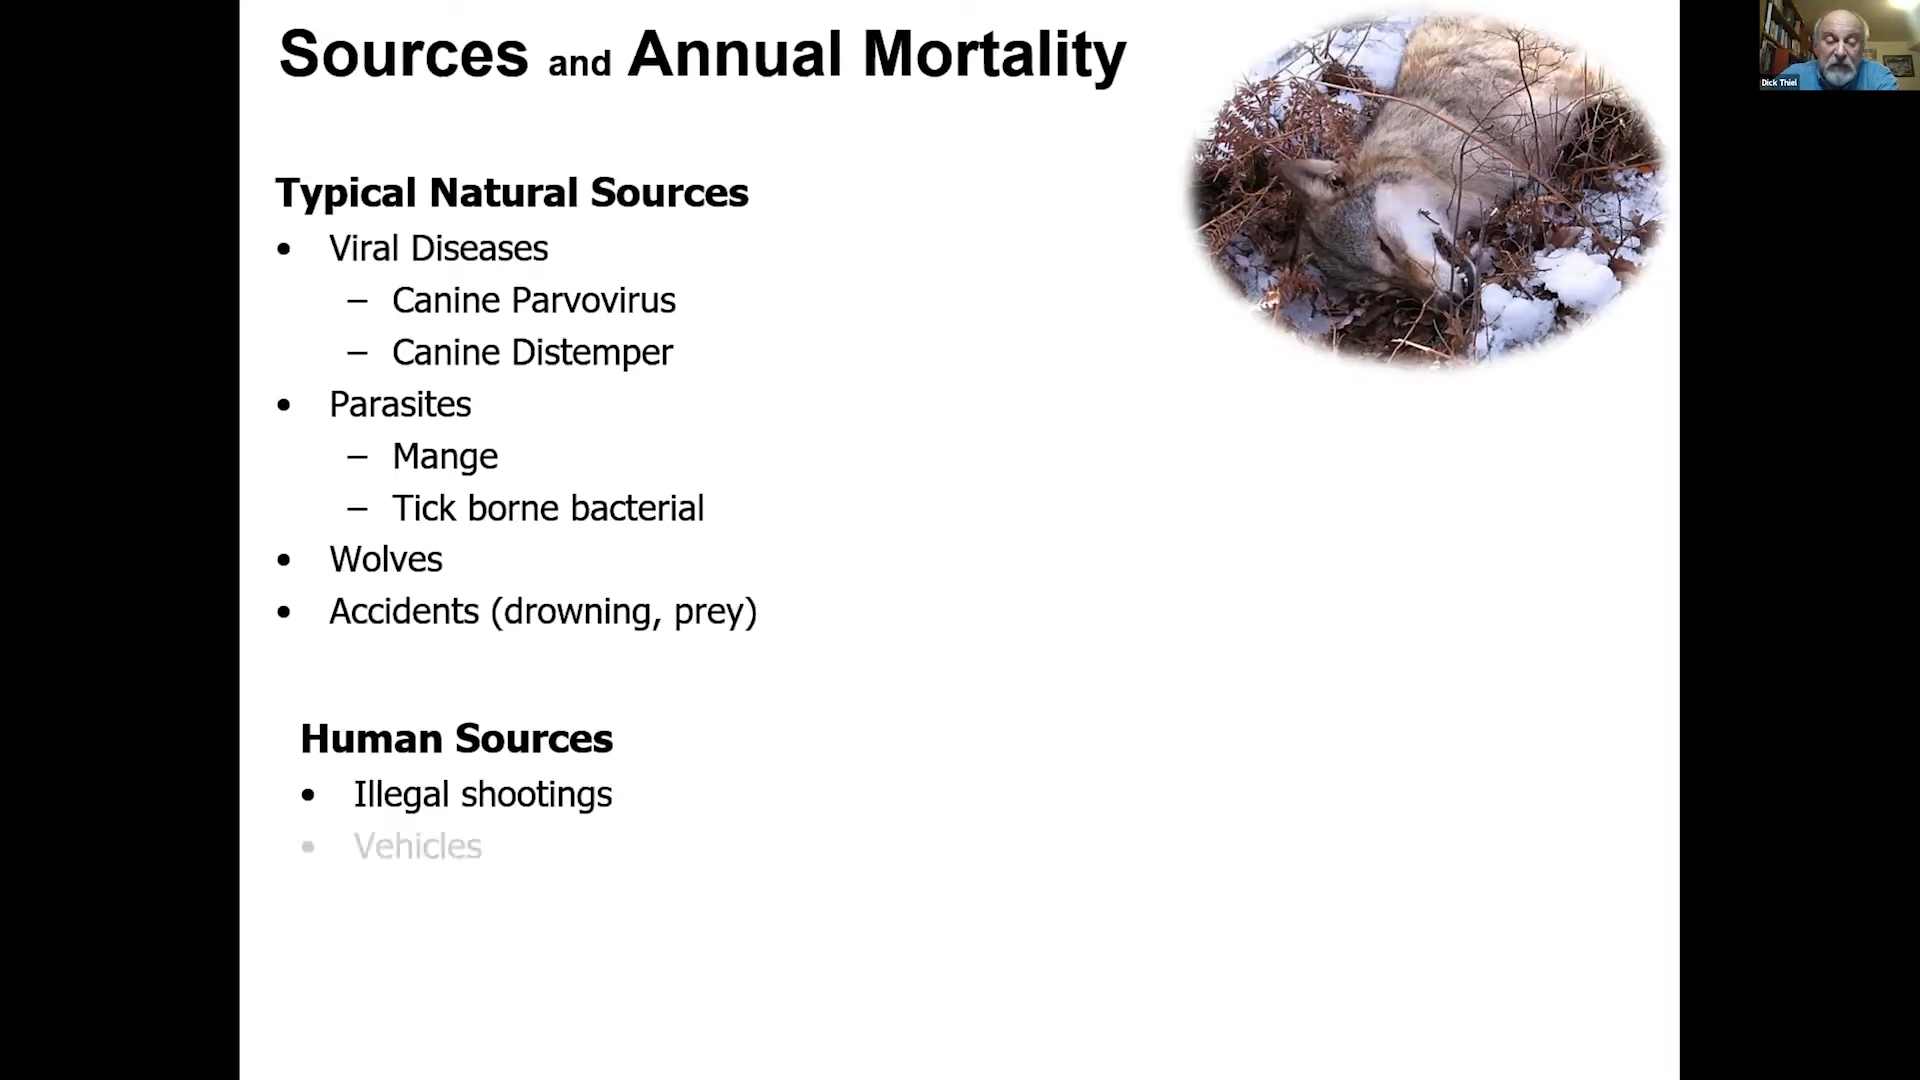 Sources and Annual Mortality
Dick Thiel
Typical Natural Sources
• Viral Diseases
– Canine Parvovirus
– Canine Distemper
• Parasites
– Mange
– Tick borne bacterial
• Wolves
• Accidents (drowning, prey)
Human Sources
• Illegal shootings
• Vehicles